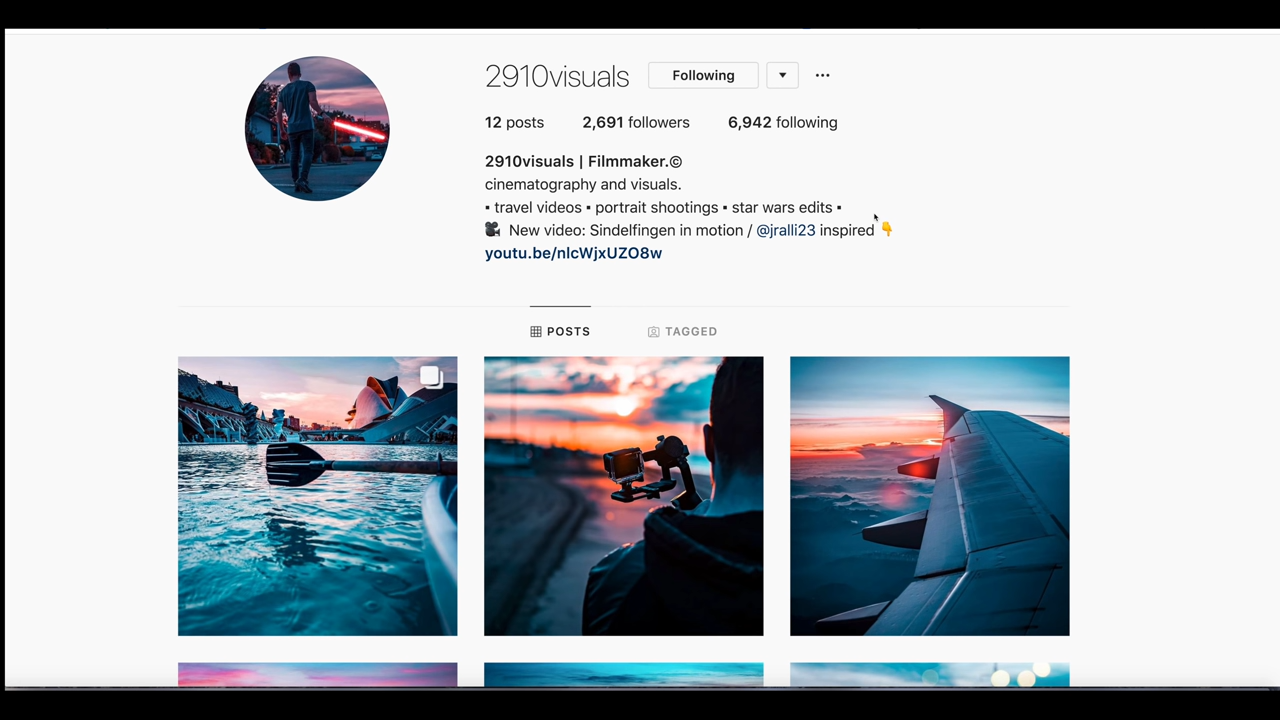 2910visuals Following
12 posts 2,691 followers 6,942 following
2910visuals | Filmmaker.©
cinematography and visuals.
▪ travel videos ▪ portrait shootings ▪ star wars edits ▪
🎥 New video: Sindelfingen in motion / @jralli23 inspired 👇
youtu.be/nlcWjxUZO8w
POSTS TAGGED